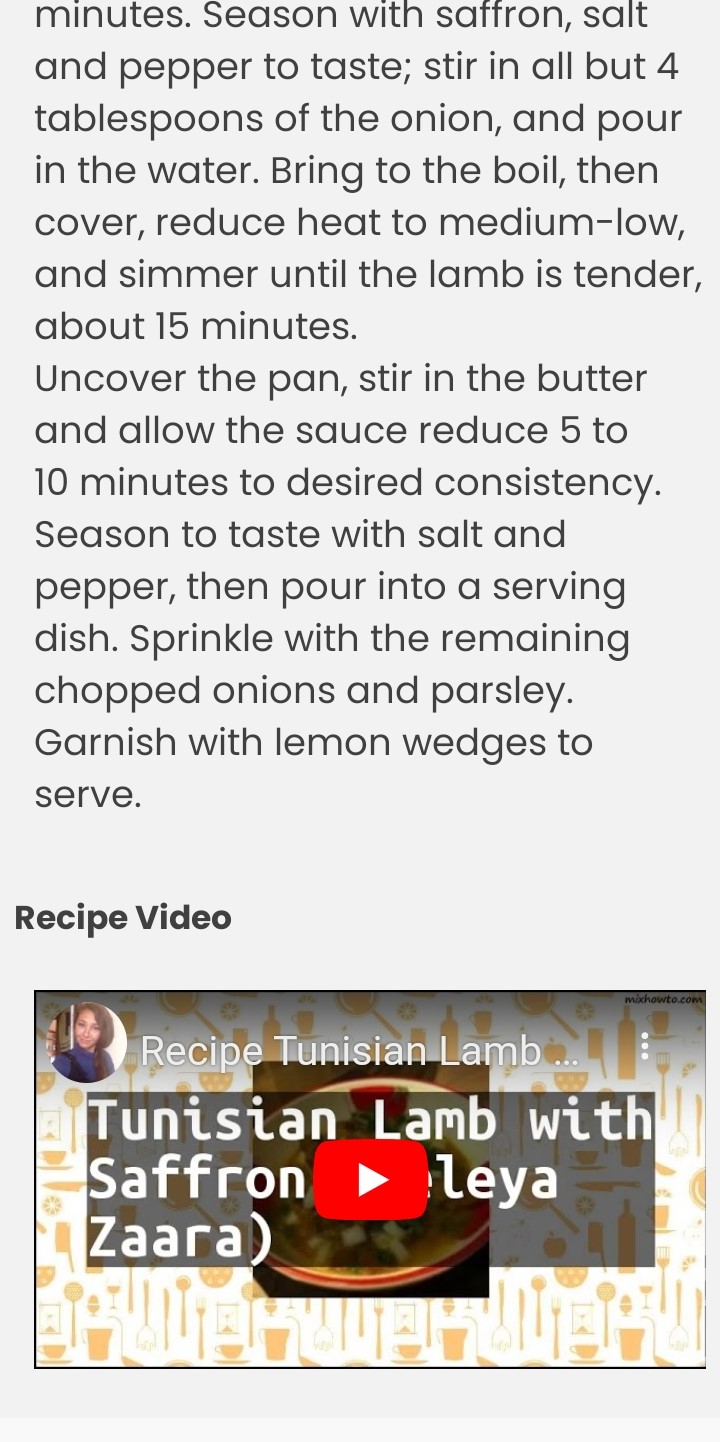 minutes. Season with saffron, salt
and pepper to taste; stir in all but 4
tablespoons of the onion, and pour
in the water. Bring to the boil, then
cover, reduce heat to medium-low,
and simmer until the lamb is tender,
about 15 minutes.
Uncover the pan, stir in the butter
and allow the sauce reduce 5 to
10 minutes to desired consistency.
Season to taste with salt and
pepper, then pour into a serving
dish. Sprinkle with the remaining
chopped onions and parsley.
Garnish with lemon wedges to
serve.
Recipe Video
mixhowto.com
Recipe Tunisian Lamb ...
Tunisian Lamb with
Saffron leya
Zaara)